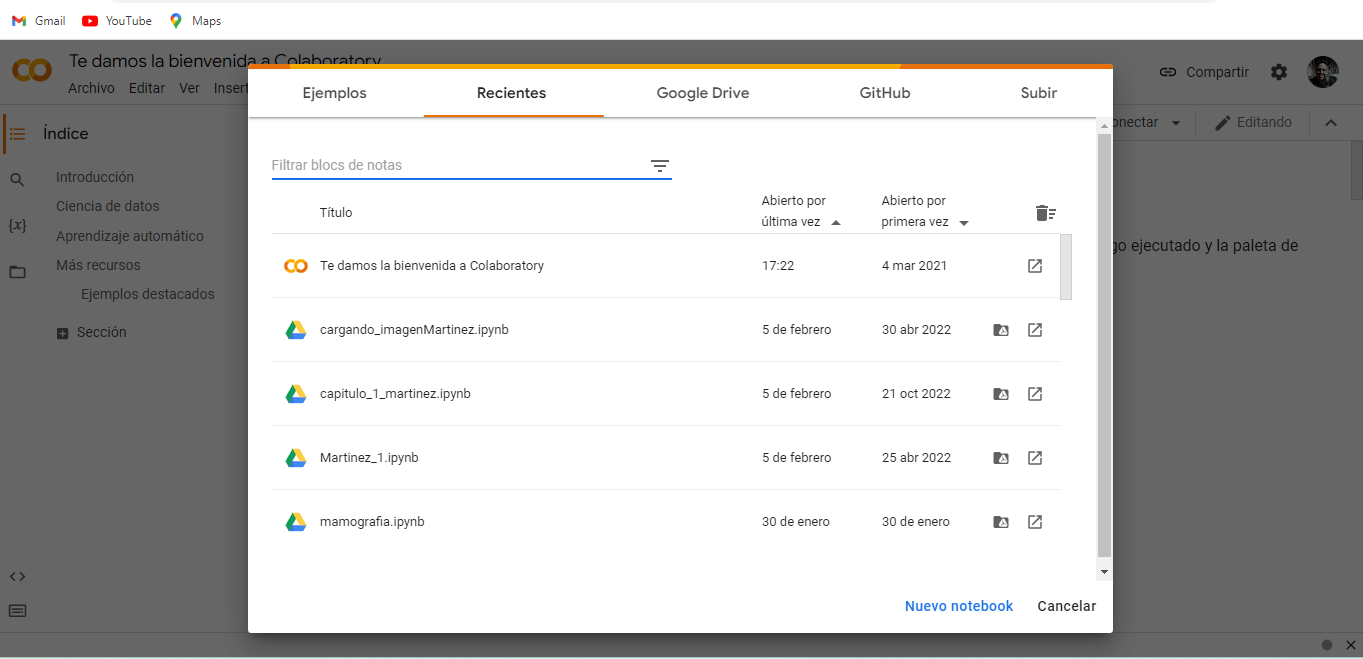 Gmail YouTube Maps
Te damos la bienvenida a Colaboratory
Archivo Editar Ver Insert
Compartir
Ejemplos Recientes Google Drive GitHub Subir
Índice
Introducción
Ciencia de datos
Aprendizaje automático
Más recursos
Ejemplos destacados
Sección
onectar Editando
go ejecutado y la paleta de
Filtrar blocs de notas
Título Abierto por última vez Abierto por primera vez
Te damos la bienvenida a Colaboratory 17:22 4 mar 2021
cargando_imagenMartinez.ipynb 5 de febrero 30 abr 2022
capitulo_1_martinez.ipynb 5 de febrero 21 oct 2022
Martinez_1.ipynb 5 de febrero 25 abr 2022
mamografia.ipynb 30 de enero 30 de enero
Nuevo notebook Cancelar